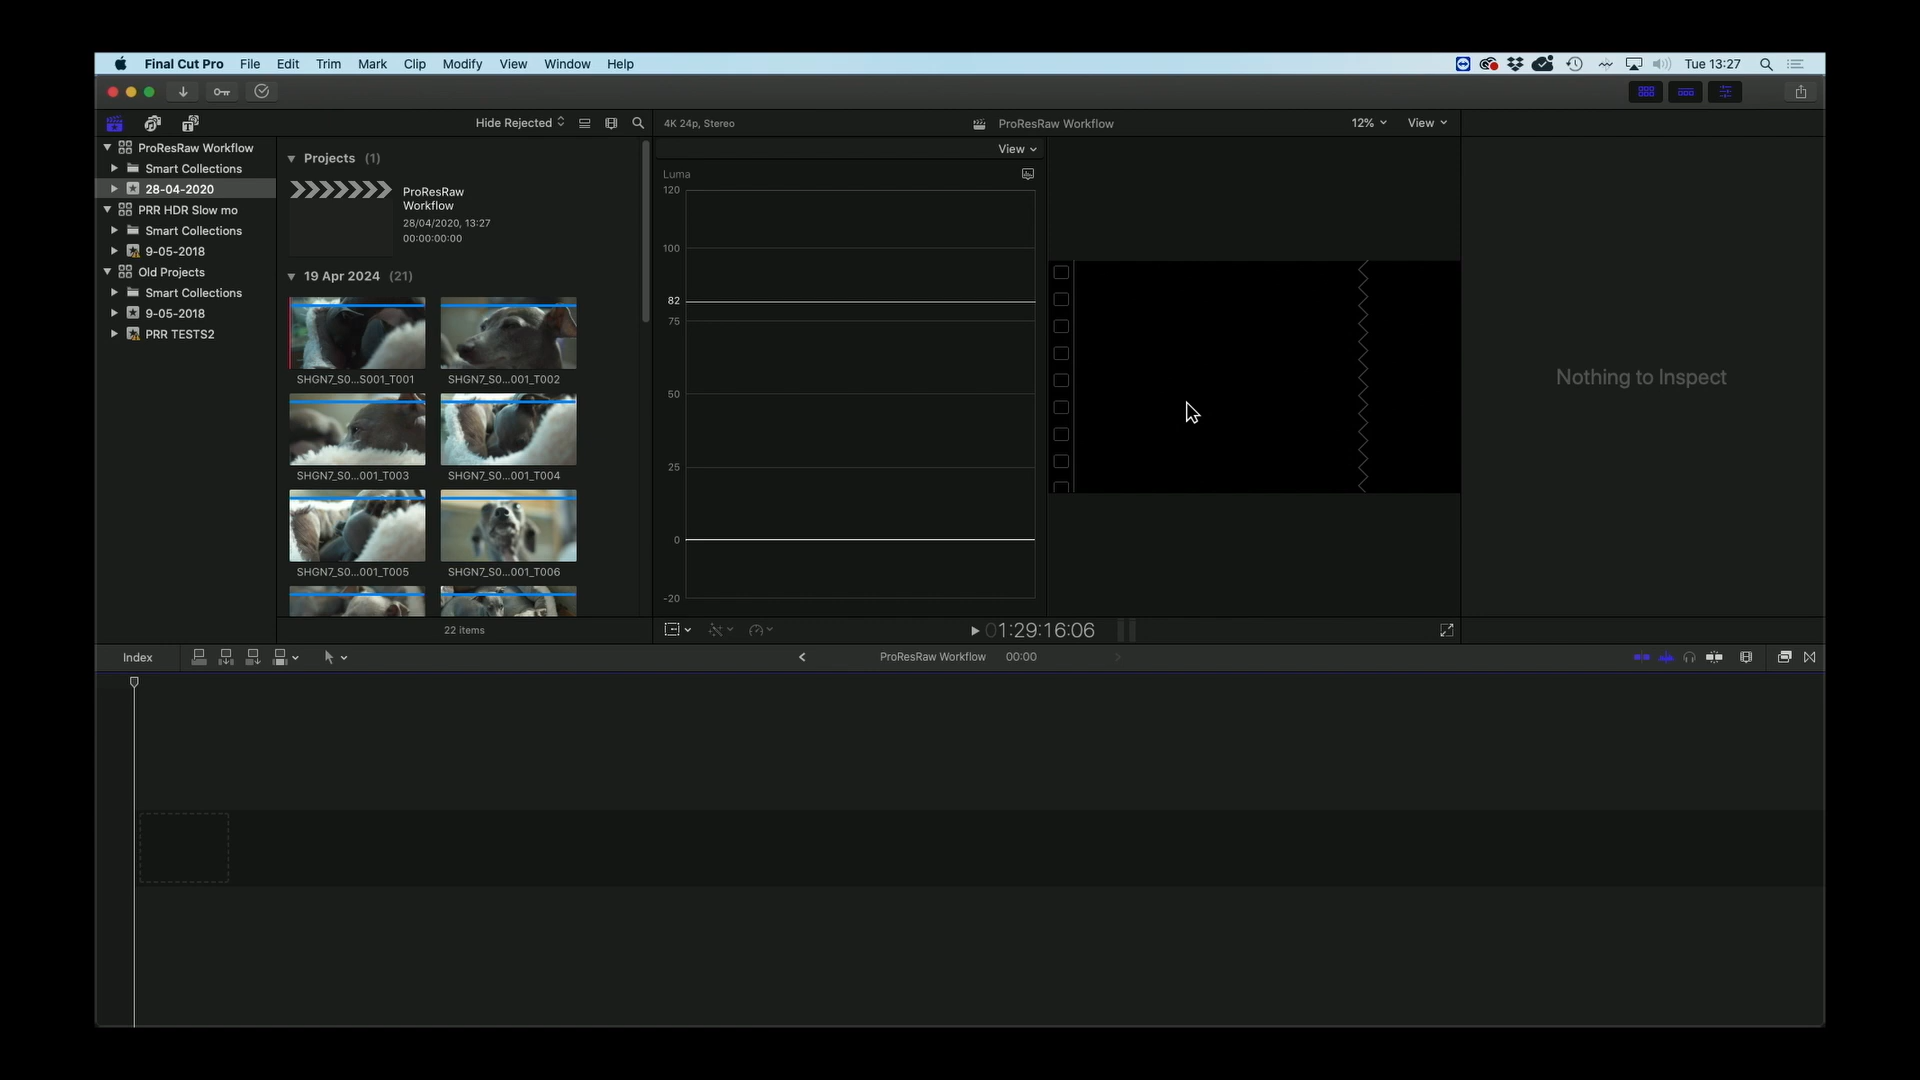 Final Cut Pro File Edit Trim Mark Clip Modify View Window Help Tue 13:27
Hide Rejected
4K 24p, Stereo
ProResRaw Workflow
12%
View
ProResRaw Workflow
Smart Collections
28-04-2020
PRR HDR Slow mo
Smart Collections
9-05-2018
Old Projects
Smart Collections
9-05-2018
PRR TESTS2
Projects (1)
ProResRaw
Workflow
28/04/2020, 13:27
00:00:00:00
19 Apr 2024 (21)
SHGN7_S0...S001_T001
SHGN7_S0...001_T002
SHGN7_S0...001_T003
SHGN7_S0...001_T004
SHGN7_S0...001_T005
SHGN7_S0...001_T006
22 items
View
Luma
120
100
82
75
50
25
0
-20
Nothing to Inspect
01:29:16:06
Index
ProResRaw Workflow 00:00